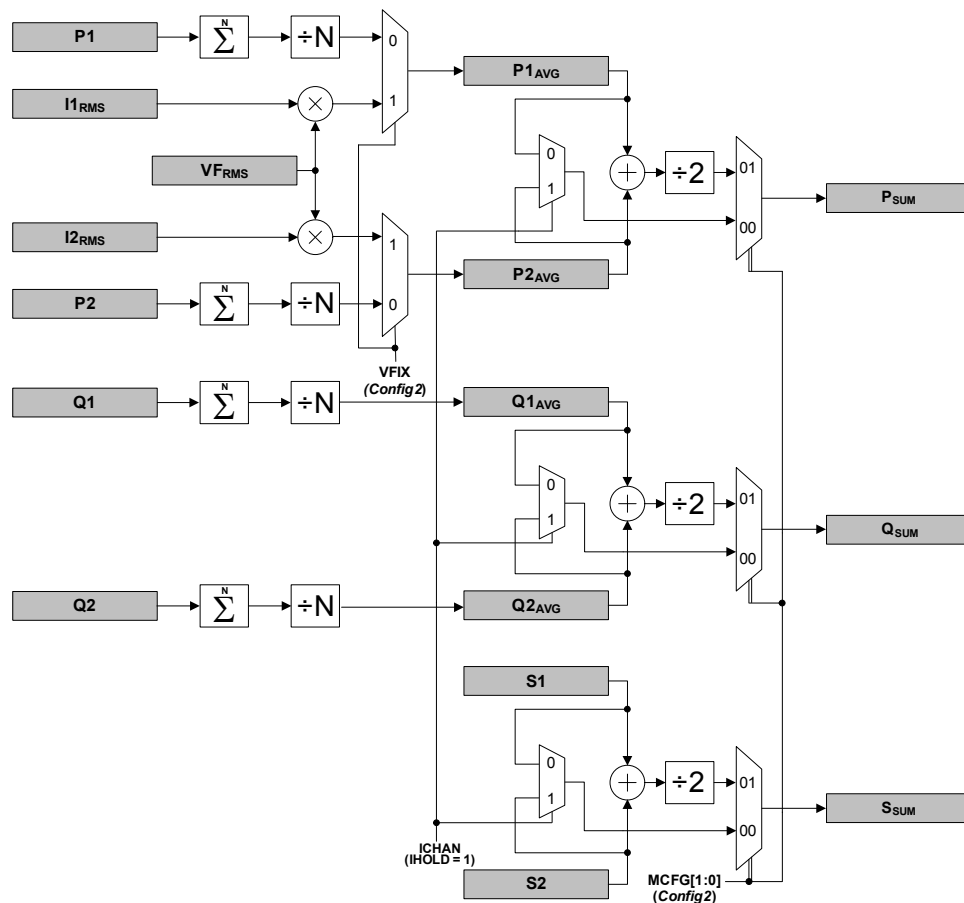 P1
N
∑
÷N
0
1
P1AVG
I1RMS
×
VFRMS
0
1
+
÷2
01
00
PSUM
I2RMS
×
1
0
P2AVG
P2
N
∑
÷N
VFIX
(Config2)
Q1
N
∑
÷N
Q1AVG
0
1
+
÷2
01
00
QSUM
Q2
N
∑
÷N
Q2AVG
S1
0
1
+
÷2
01
00
SSUM
ICHAN
(IHOLD = 1)
S2
MCFG[1:0]
(Config2)